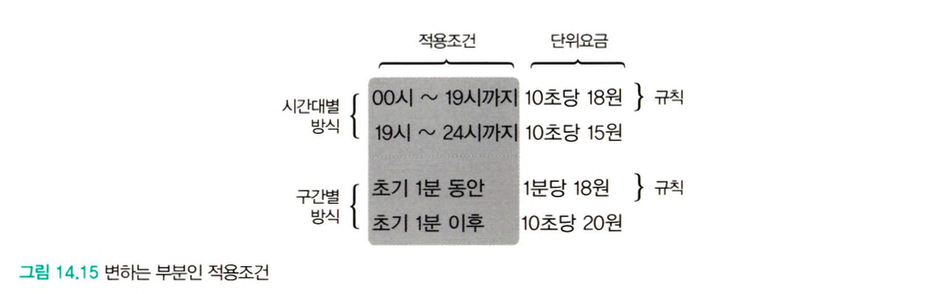 적용조건 단위요금
시간대별 방식 00시 ~ 19시까지 10초당 18원 규칙
19시 ~ 24시까지 10초당 15원
구간별 방식 초기 1분 동안 1분당 18원 규칙
초기 1분 이후 10초당 20원
그림 14.15 변하는 부분인 적용조건